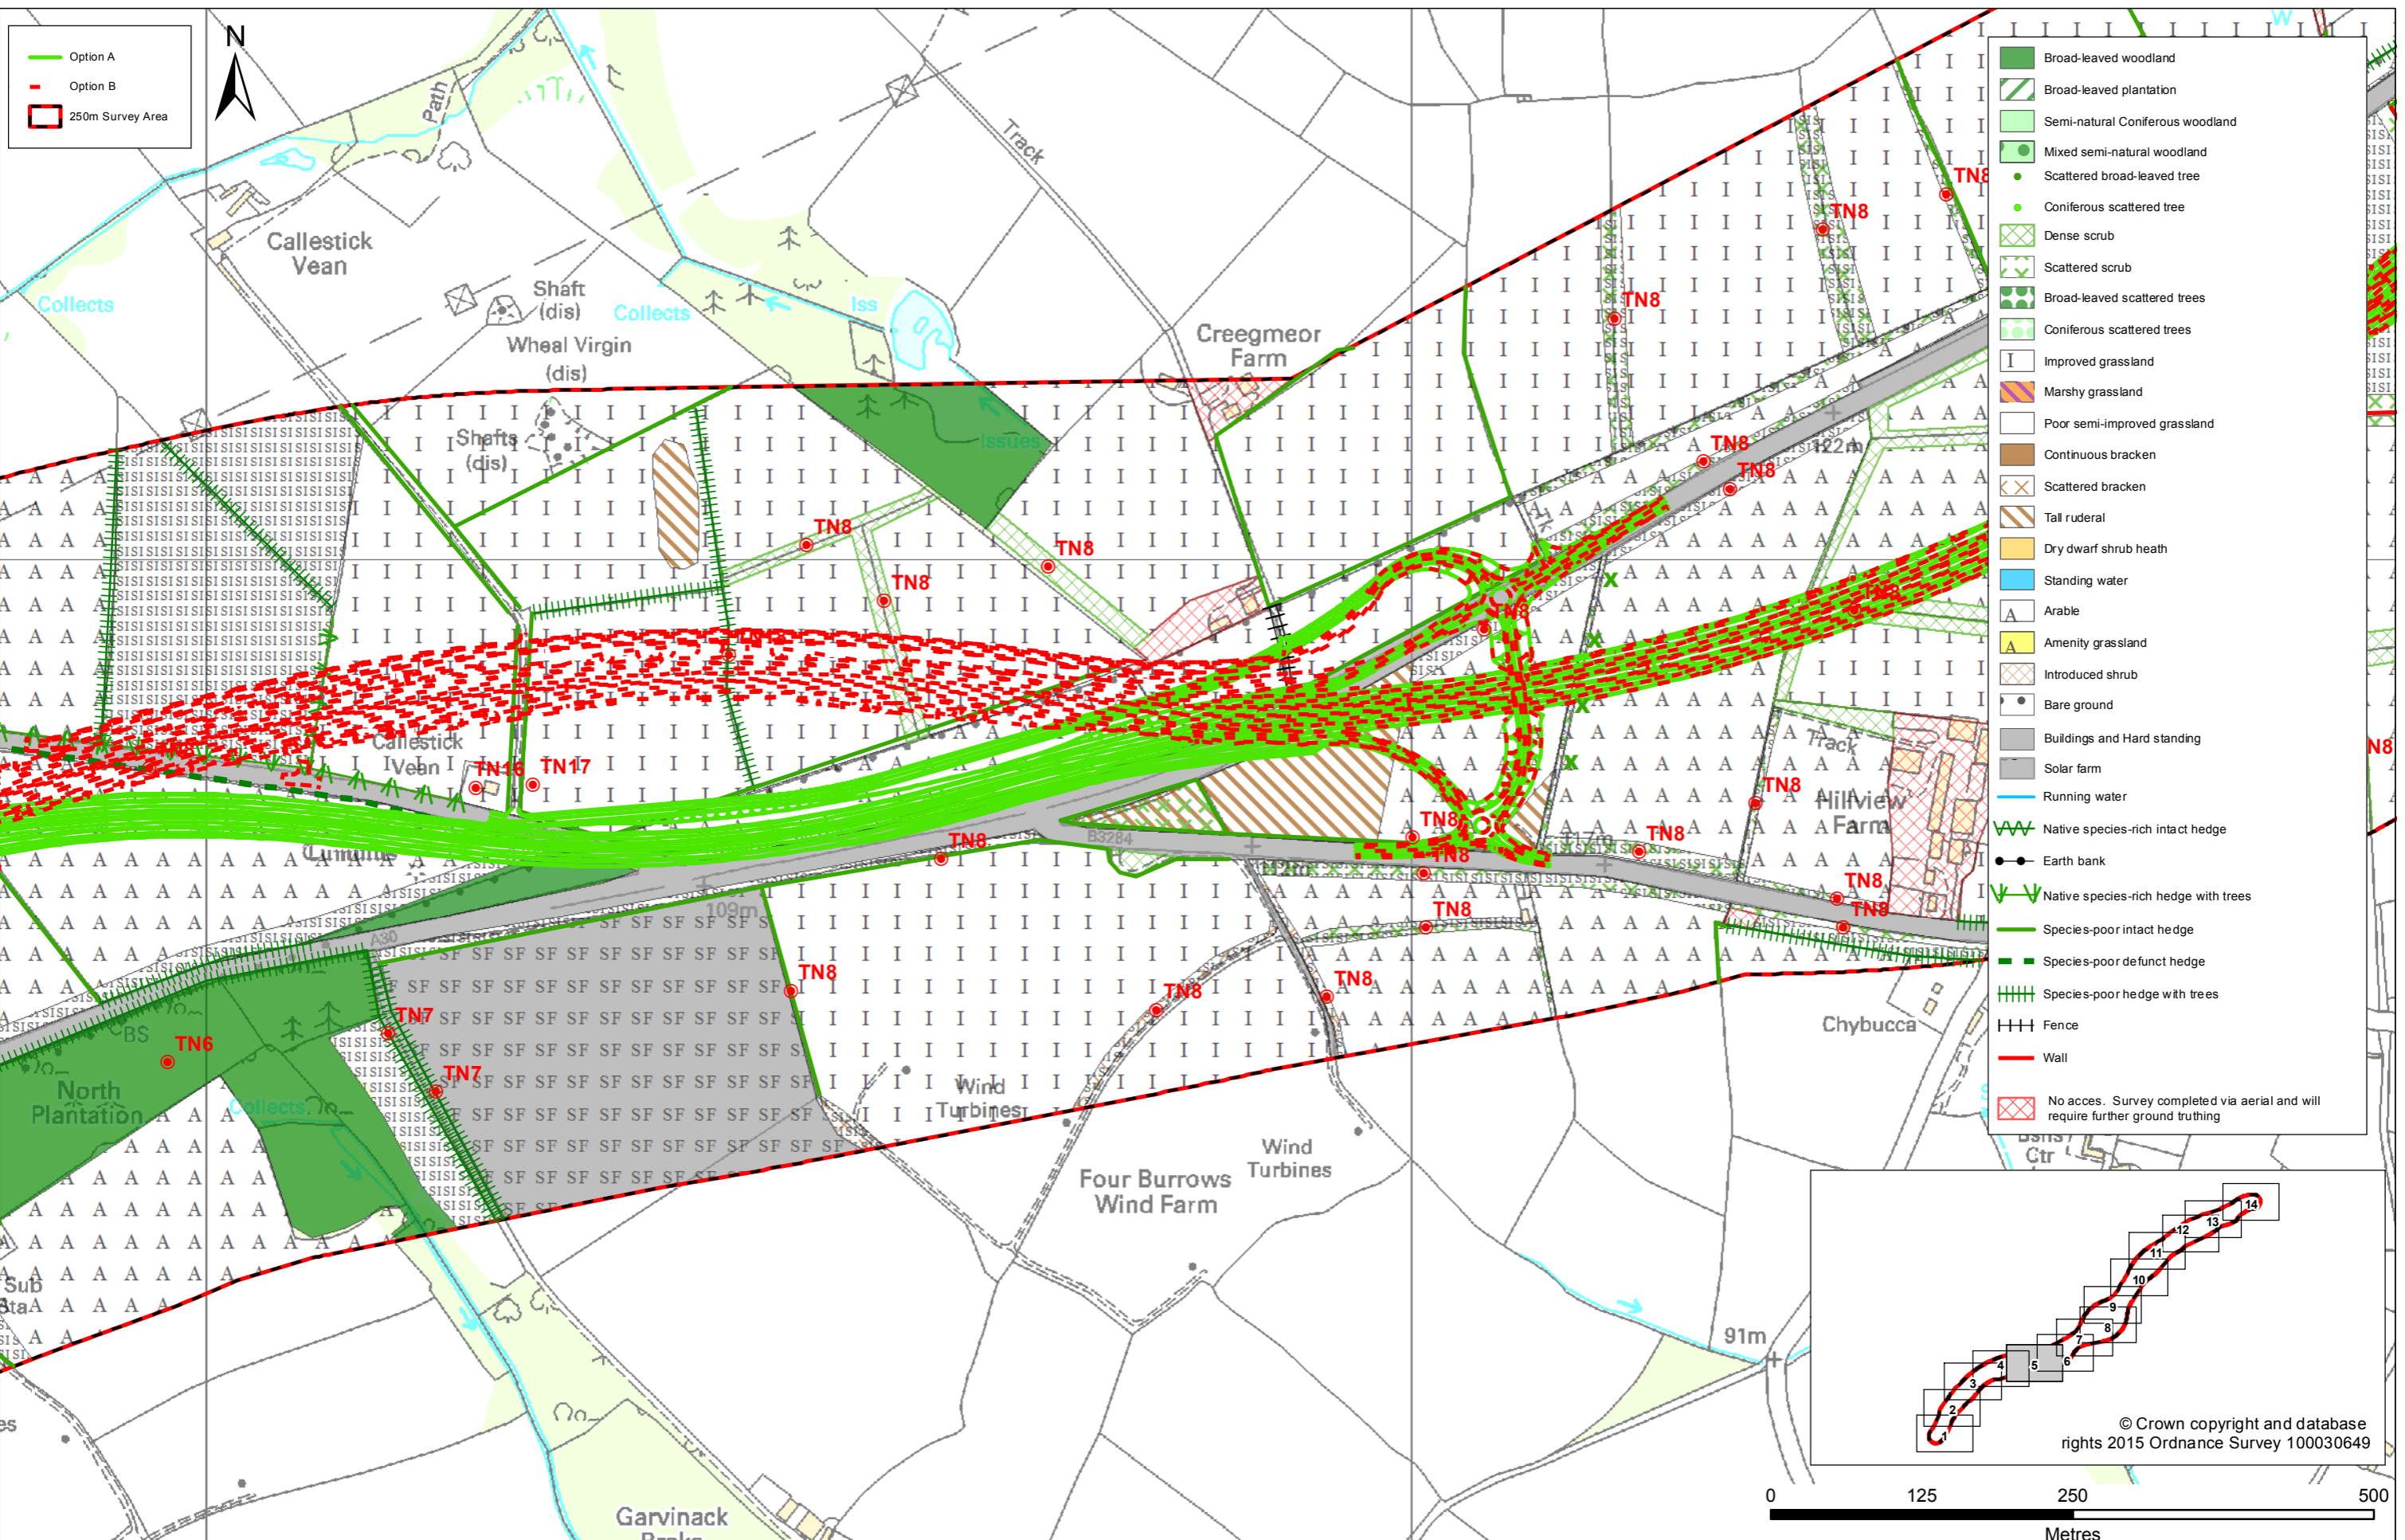 Option A
Option B
250m Survey Area
N
Path
Track
Callestick
Vean
Collects
Shaft
(dis)
Collects
Iss
Wheal Virgin
(dis)
Creegmeor
Farm
Shafts
(dis)
Issues
W
TN8
TN8
TN8
TN8
TN8
122m
TN8
TN8
TN8
Tk
TN8
TN8
TN8
Callestick
Vean
TN16
TN17
Track
N8
TN8
Hillview
Farm
TN8
TN8
TN8
TN8
B3284
117m
112m
TN8
TN8
TN8
109m
A30
TN8
TN8
TN8
CBS
TN7
TN6
TN7
North
Plantation
Collects
Chybucca
Wind
Turbines
Wind
Turbines
Four Burrows
Wind Farm
Sub
Sta
91m
Garvinack
Brake
Bsns
Ctr
Broad-leaved woodland
Broad-leaved plantation
Semi-natural Coniferous woodland
Mixed semi-natural woodland
Scattered broad-leaved tree
Coniferous scattered tree
Dense scrub
Scattered scrub
Broad-leaved scattered trees
Coniferous scattered trees
I Improved grassland
Marshy grassland
Poor semi-improved grassland
Continuous bracken
Scattered bracken
Tall ruderal
Dry dwarf shrub heath
Standing water
A Arable
A Amenity grassland
Introduced shrub
Bare ground
Buildings and Hard standing
Solar farm
Running water
Native species-rich intact hedge
Earth bank
Native species-rich hedge with trees
Species-poor intact hedge
Species-poor defunct hedge
Species-poor hedge with trees
Fence
Wall
No acces. Survey completed via aerial and will
require further ground truthing
14
13
12
11
10
9
8
7
6
5
4
3
2
1
© Crown copyright and database
rights 2015 Ordnance Survey 100030649
0 125 250 500
Metres